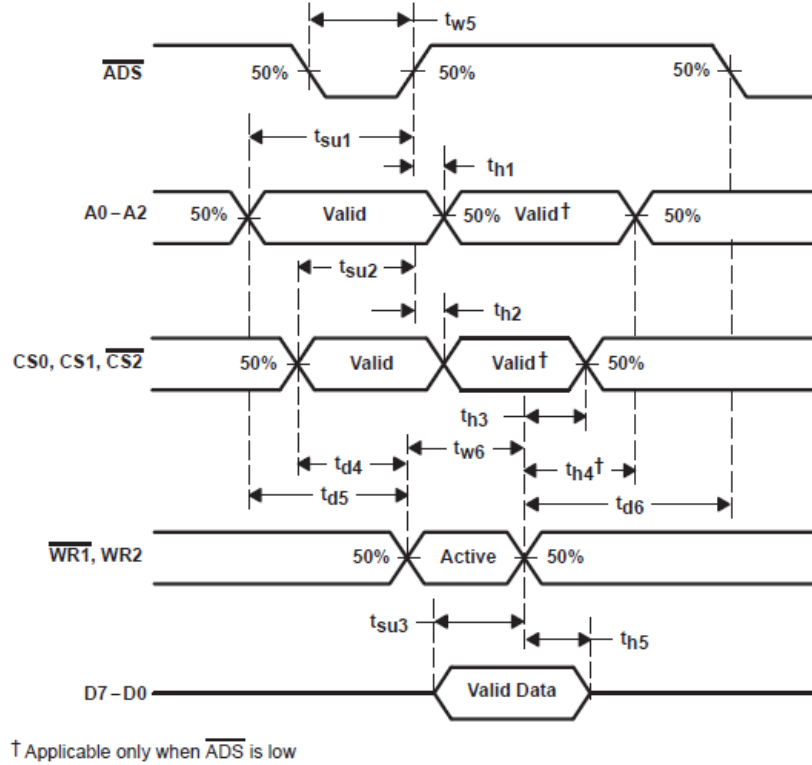 tw5
ADS 50% 50% 50%
tsu1
th1
A0–A2 50% Valid 50% Valid† 50%
tsu2
th2
CS0, CS1, CS2 50% Valid Valid† 50%
th3
td4 tw6 th4†
td5 td6
WR1, WR2 50% Active 50%
tsu3 th5
D7–D0 Valid Data
† Applicable only when ADS is low